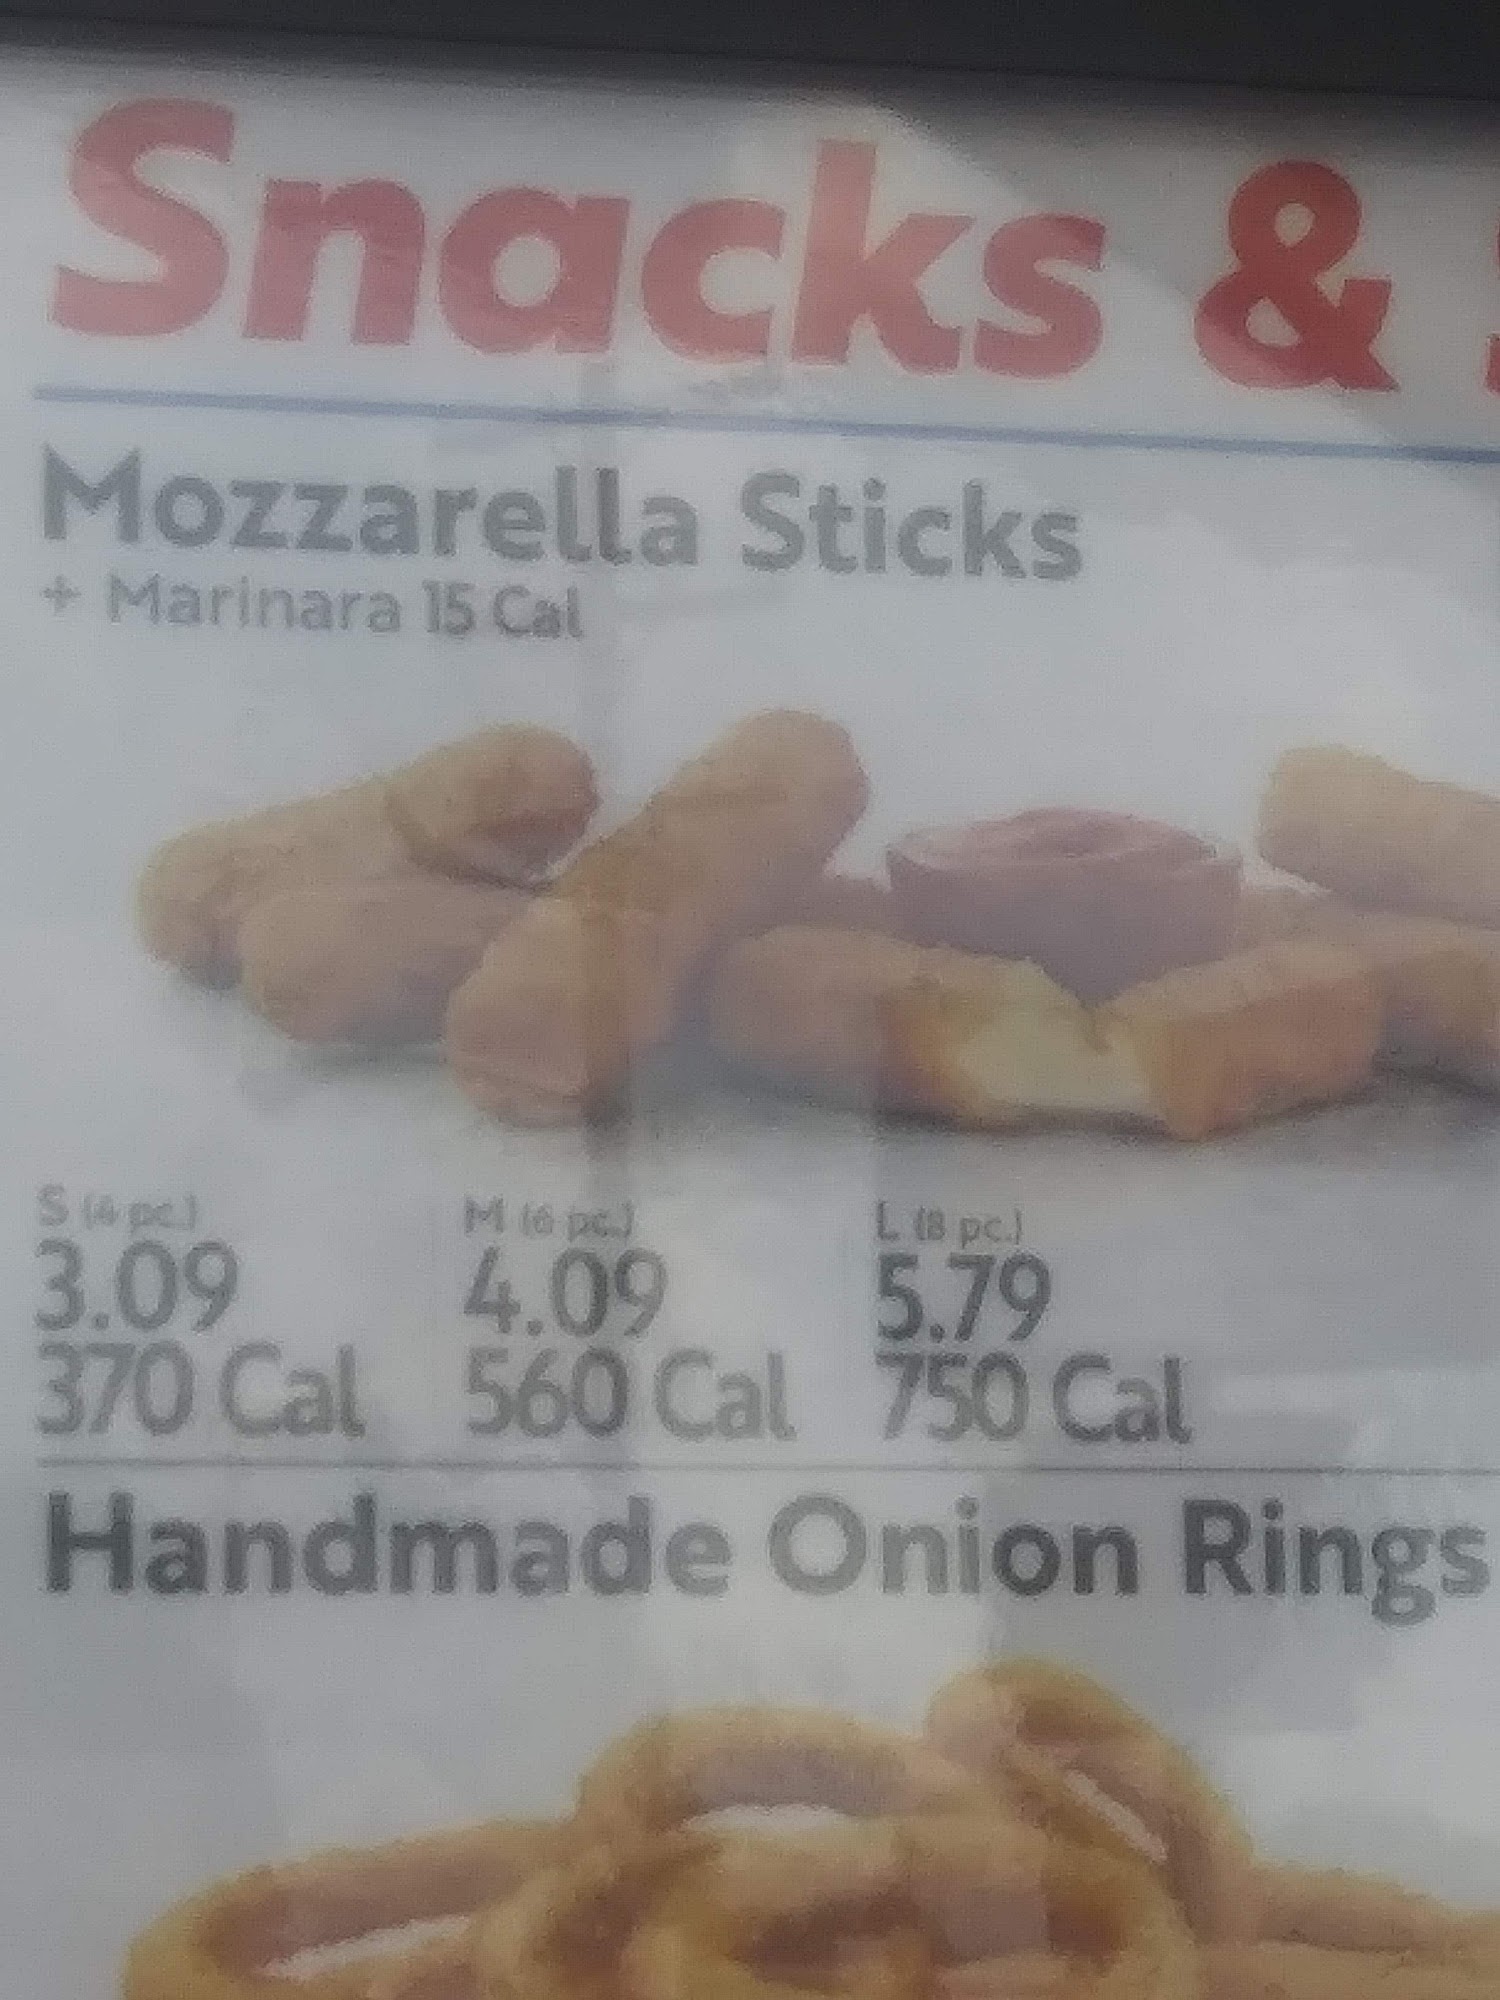 Snacks &
Mozzarella Sticks
+ Marinara 15 Cal
S (4 pc.) M (6 pc.) L (8 pc.)
3.09 4.09 5.79
370 Cal 560 Cal 750 Cal
Handmade Onion Rings